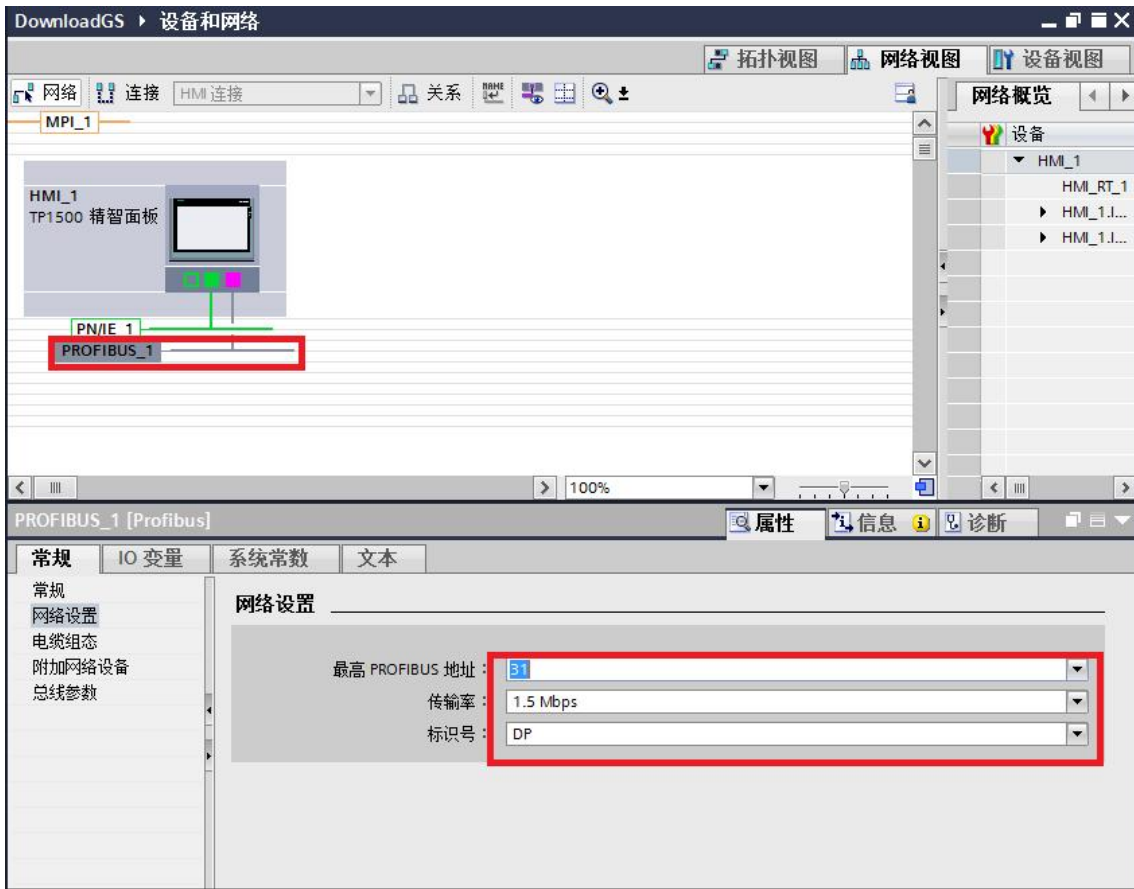 DownloadGS ▸ 设备和网络
拓扑视图 网络视图 设备视图
网络 连接 HMI 连接 关系 网络概览
MPI_1
设备
HMI_1
HMI_RT_1
HMI_1.I...
HMI_1.I...
HMI_1
TP1500 精智面板
PN/IE_1
PROFIBUS_1
100%
PROFIBUS_1 [Profibus] 属性 信息 诊断
常规 IO 变量 系统常数 文本
常规
网络设置
电缆组态
附加网络设备
总线参数
网络设置
最高 PROFIBUS 地址： 31
传输率： 1.5 Mbps
标识号： DP